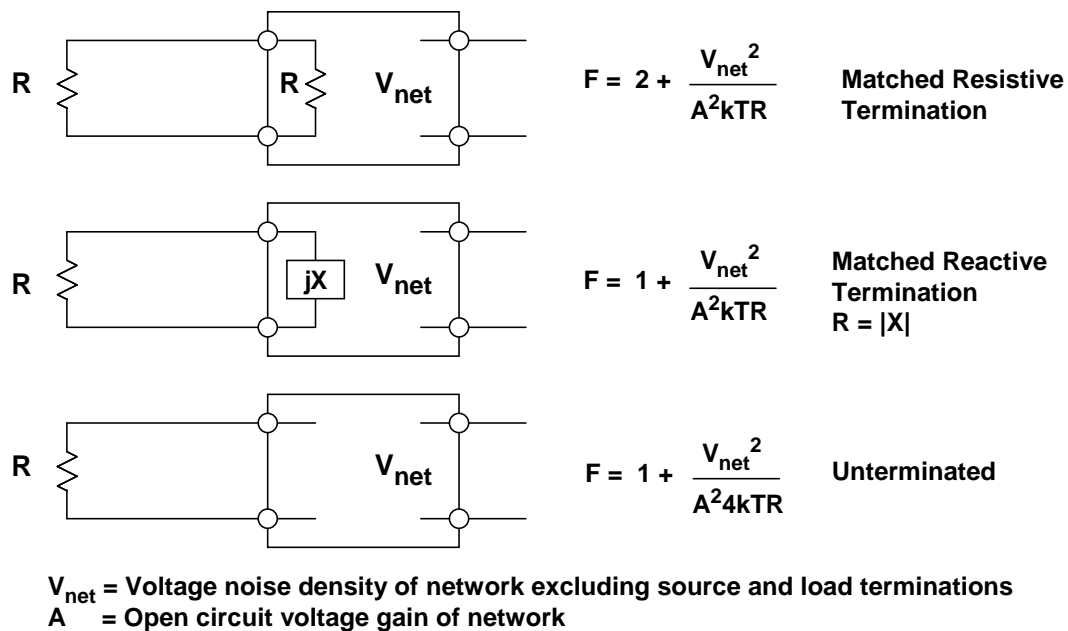 R
R
V_net
F = 2 + V_net^2 / A^2kTR
Matched Resistive
Termination
R
jX
V_net
F = 1 + V_net^2 / A^2kTR
Matched Reactive
Termination
R = |X|
R
V_net
F = 1 + V_net^2 / A^24kTR
Unterminated
V_net = Voltage noise density of network excluding source and load terminations
A = Open circuit voltage gain of network